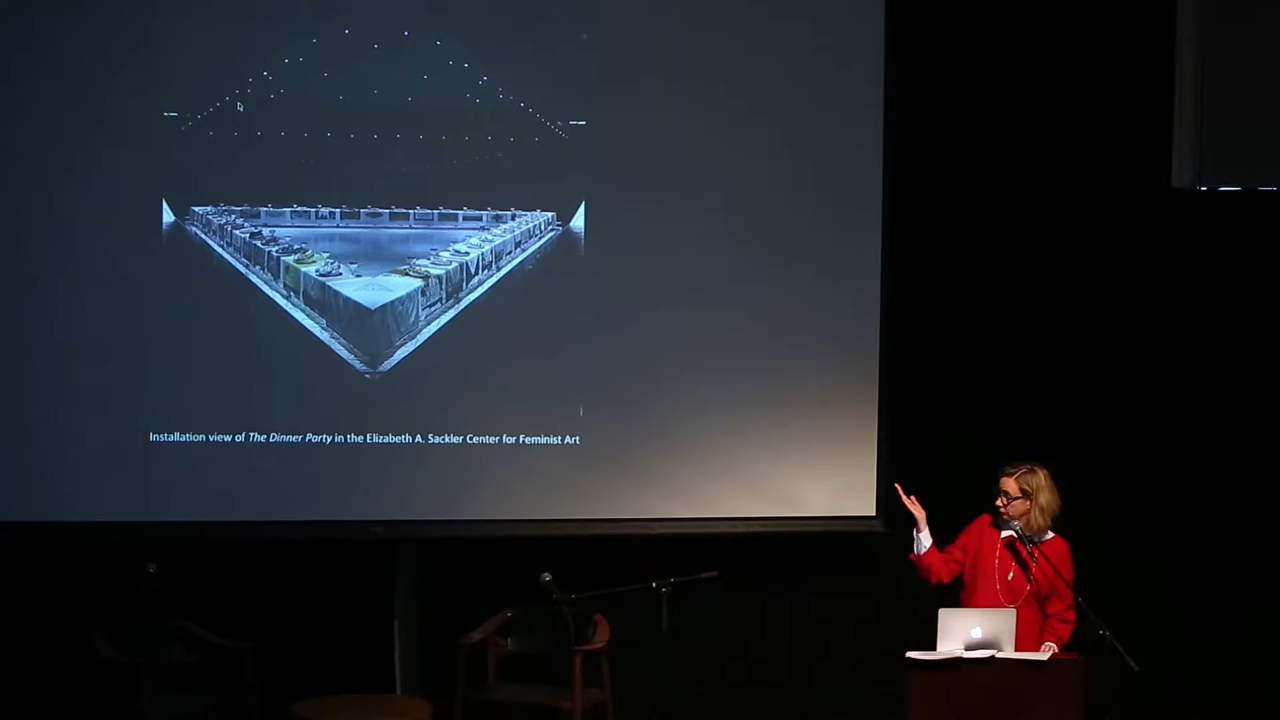 Installation view of The Dinner Party in the Elizabeth A. Sackler Center for Feminist Art